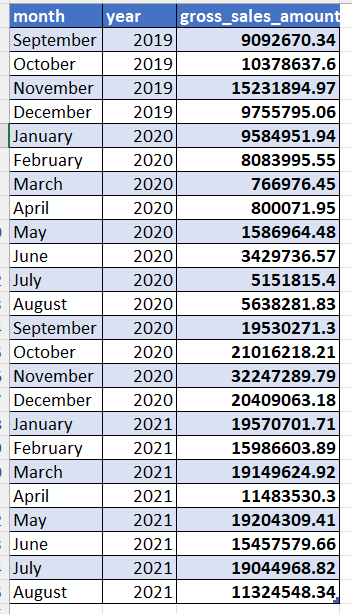 month year gross_sales_amount
September 2019 9092670.34
October 2019 10378637.6
November 2019 15231894.97
December 2019 9755795.06
January 2020 9584951.94
February 2020 8083995.55
March 2020 766976.45
April 2020 800071.95
May 2020 1586964.48
June 2020 3429736.57
July 2020 5151815.4
August 2020 5638281.83
September 2020 19530271.3
October 2020 21016218.21
November 2020 32247289.79
December 2020 20409063.18
January 2021 19570701.71
February 2021 15986603.89
March 2021 19149624.92
April 2021 11483530.3
May 2021 19204309.41
June 2021 15457579.66
July 2021 19044968.82
August 2021 11324548.34